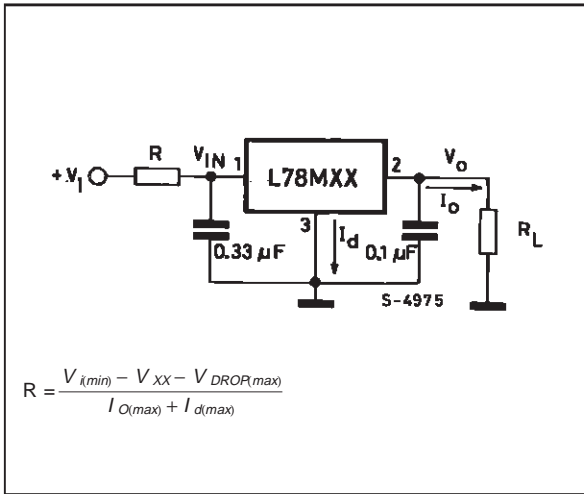 R V_IN 1 L78MXX 2 V_o
+V_i I_o
3 I_d R_L
0.33 μF 0.1 μF
S-4975
R = (V_i(min) − V_XX − V_DROP(max)) / (I_O(max) + I_d(max))